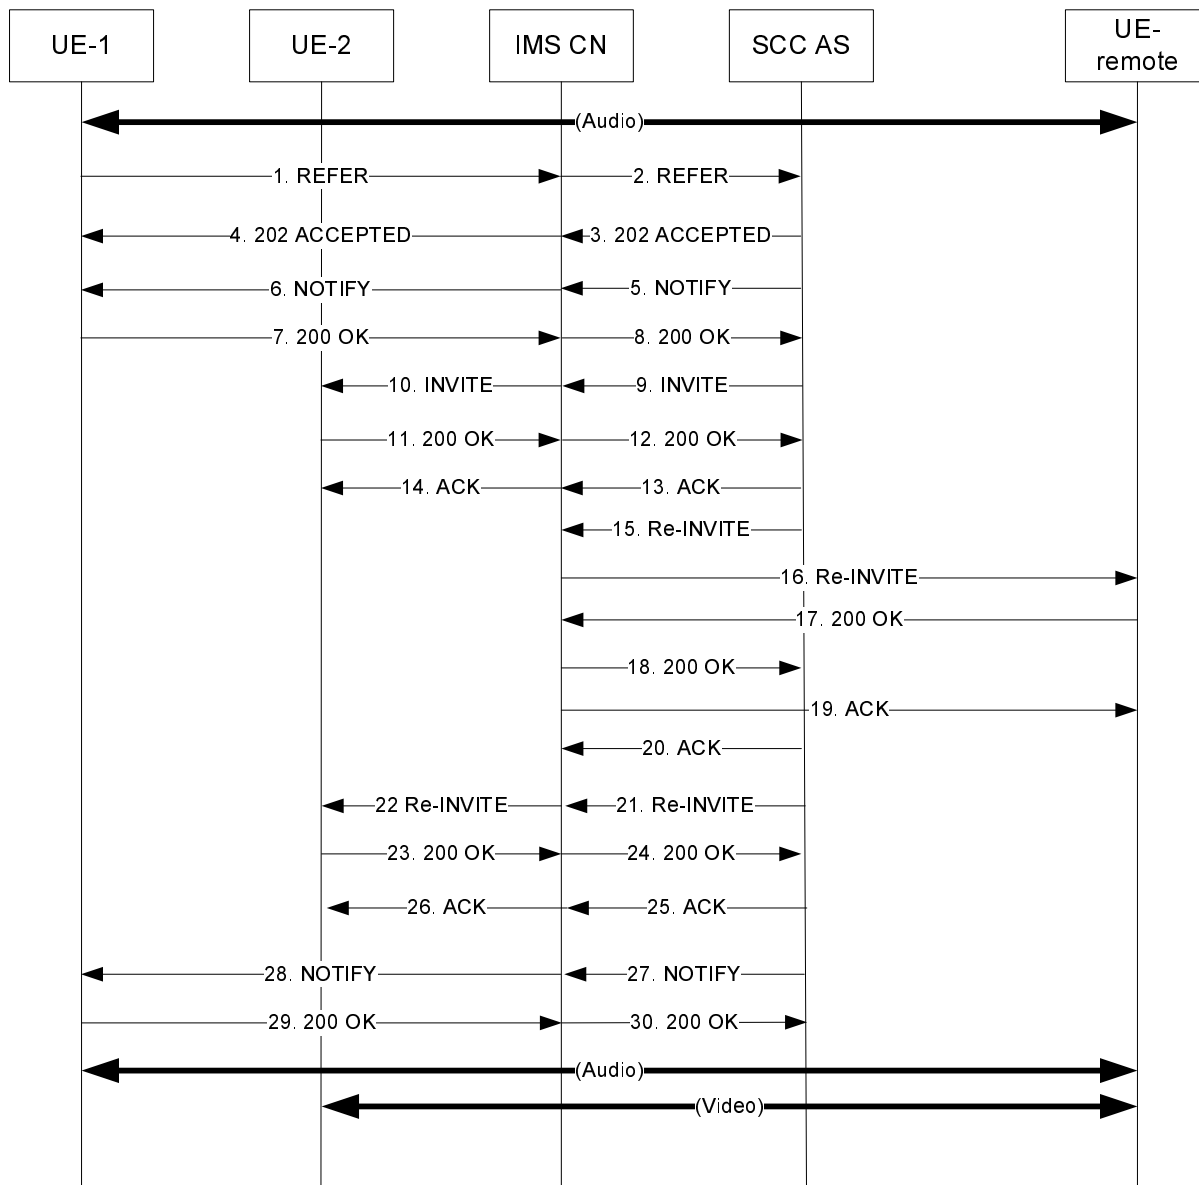 UE-1
UE-2
IMS CN
SCC AS
UE-
remote
(Audio)
1. REFER
2. REFER
4. 202 ACCEPTED
3. 202 ACCEPTED
6. NOTIFY
5. NOTIFY
7. 200 OK
8. 200 OK
10. INVITE
9. INVITE
11. 200 OK
12. 200 OK
14. ACK
13. ACK
15. Re-INVITE
16. Re-INVITE
17. 200 OK
18. 200 OK
19. ACK
20. ACK
22 Re-INVITE
21. Re-INVITE
23. 200 OK
24. 200 OK
26. ACK
25. ACK
28. NOTIFY
27. NOTIFY
29. 200 OK
30. 200 OK
(Audio)
(Video)